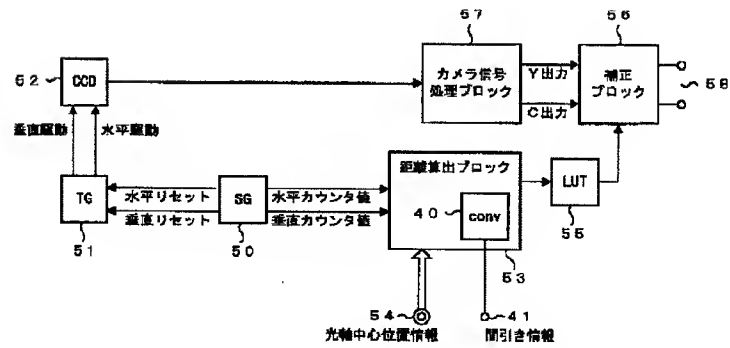 57
56
52
CCD
カメラ信号
処理ブロック
Y出力
C出力
補正
ブロック
58
垂直駆動
水平駆動
距離算出ブロック
LUT
TG
水平リセット
垂直リセット
SG
水平カウンタ値
垂直カウンタ値
40
conv
55
51
50
53
54
41
光軸中心位置情報
間引き情報